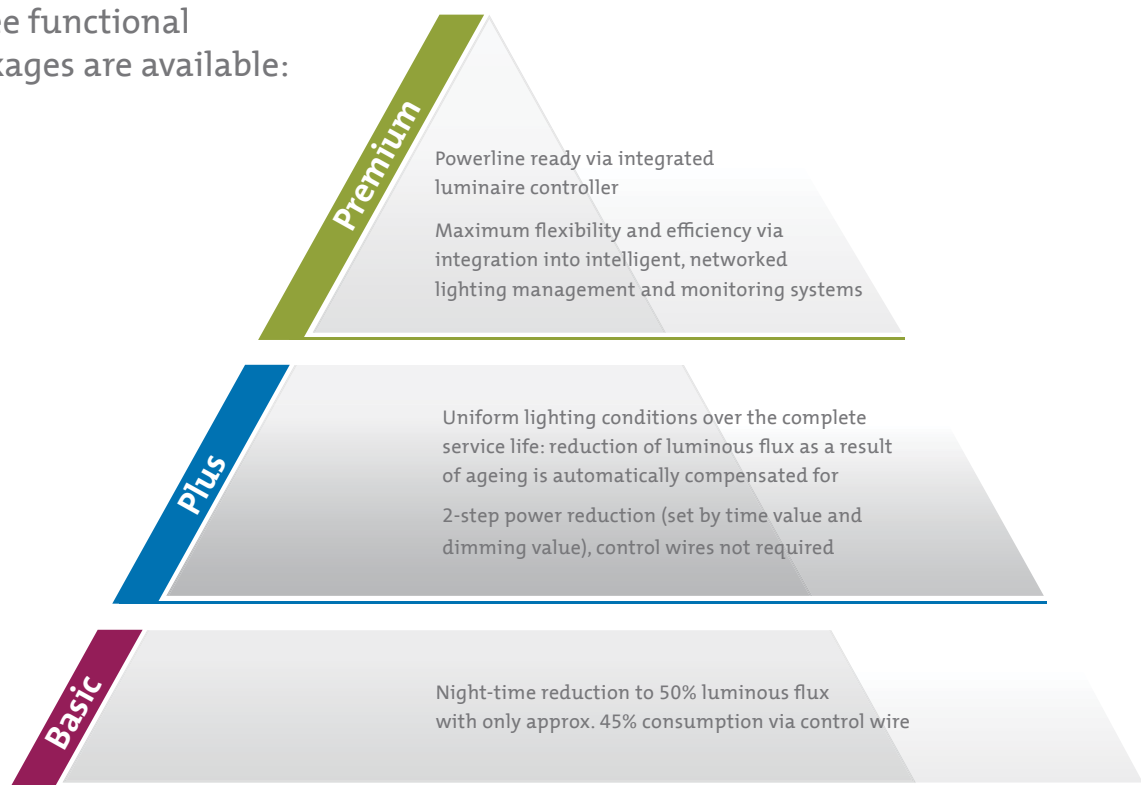 ee functional
kages are available:
Premium
Powerline ready via integrated
luminaire controller
Maximum flexibility and efficiency via
integration into intelligent, networked
lighting management and monitoring systems
Plus
Uniform lighting conditions over the complete
service life: reduction of luminous flux as a result
of ageing is automatically compensated for
2-step power reduction (set by time value and
dimming value), control wires not required
Basic
Night-time reduction to 50% luminous flux
with only approx. 45% consumption via control wire